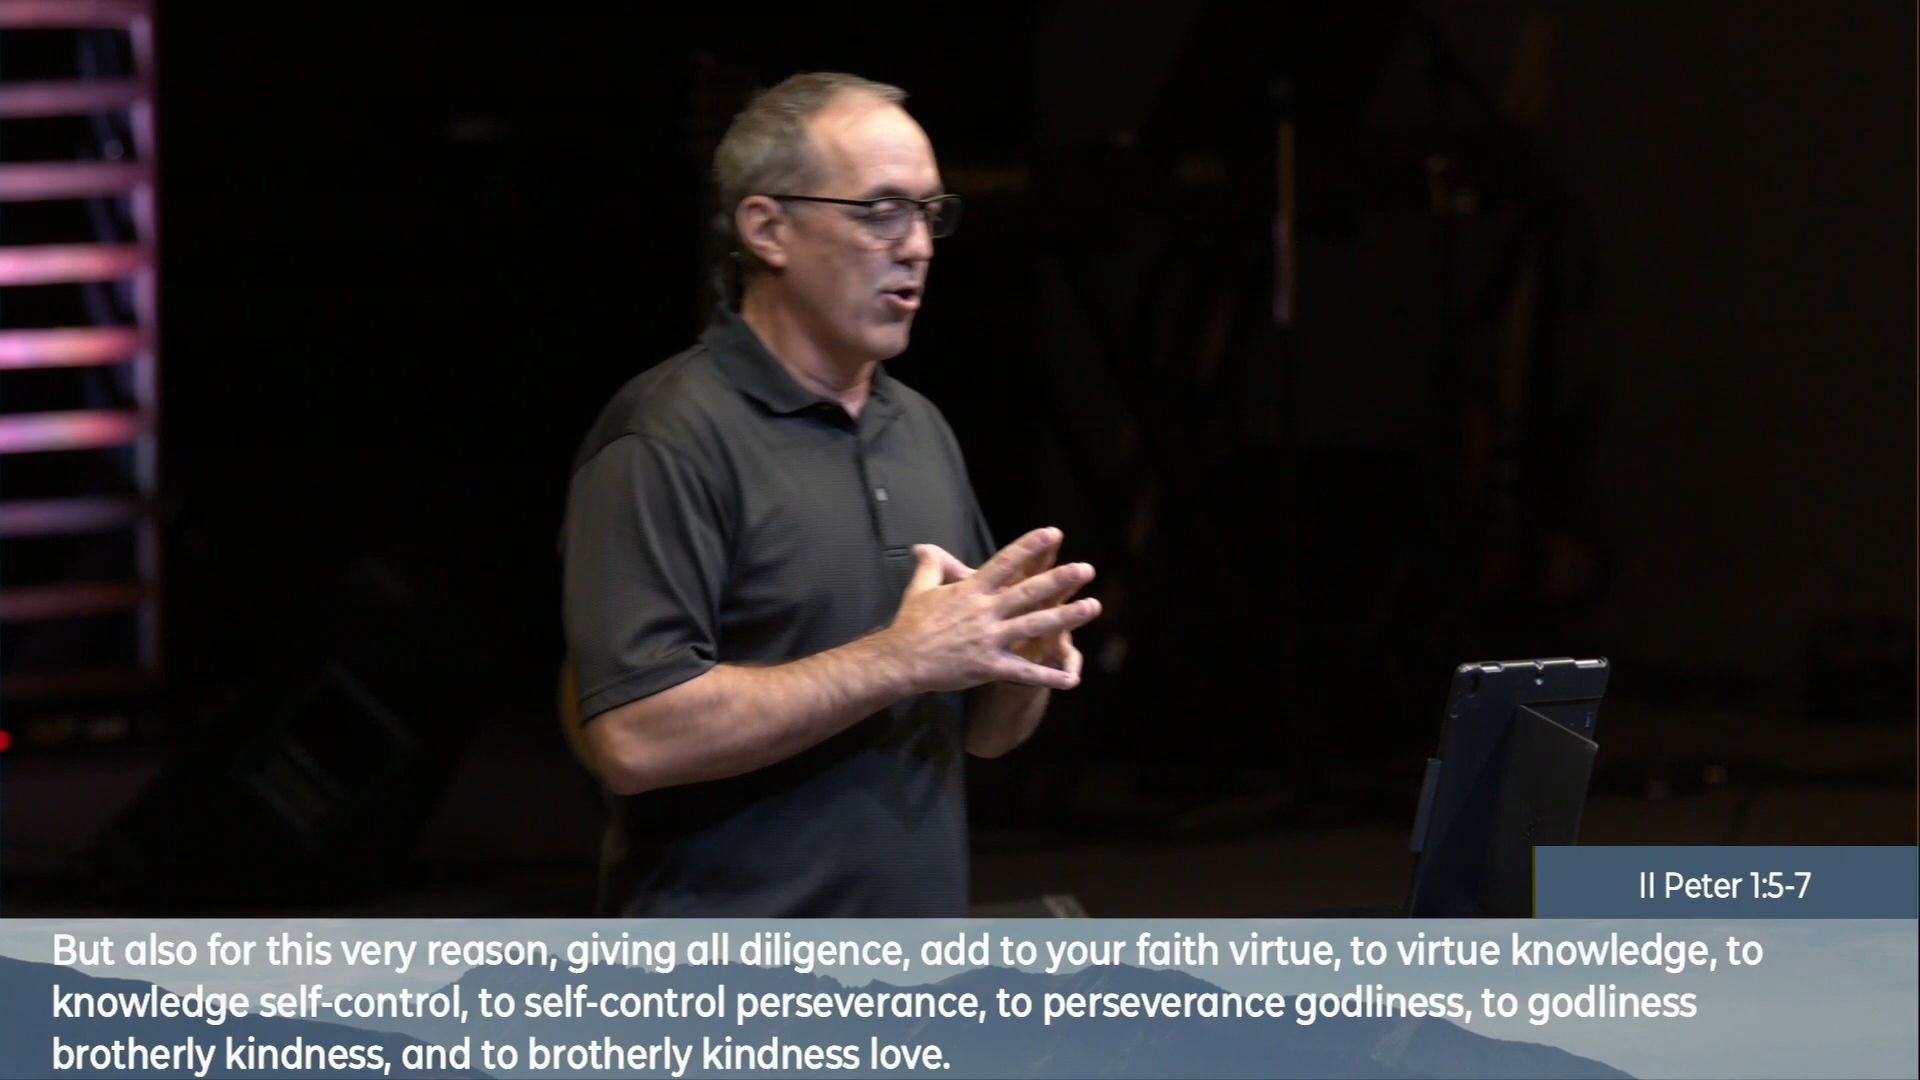 II Peter 1:5-7
But also for this very reason, giving all diligence, add to your faith virtue, to virtue knowledge, to
knowledge self-control, to self-control perseverance, to perseverance godliness, to godliness
brotherly kindness, and to brotherly kindness love.